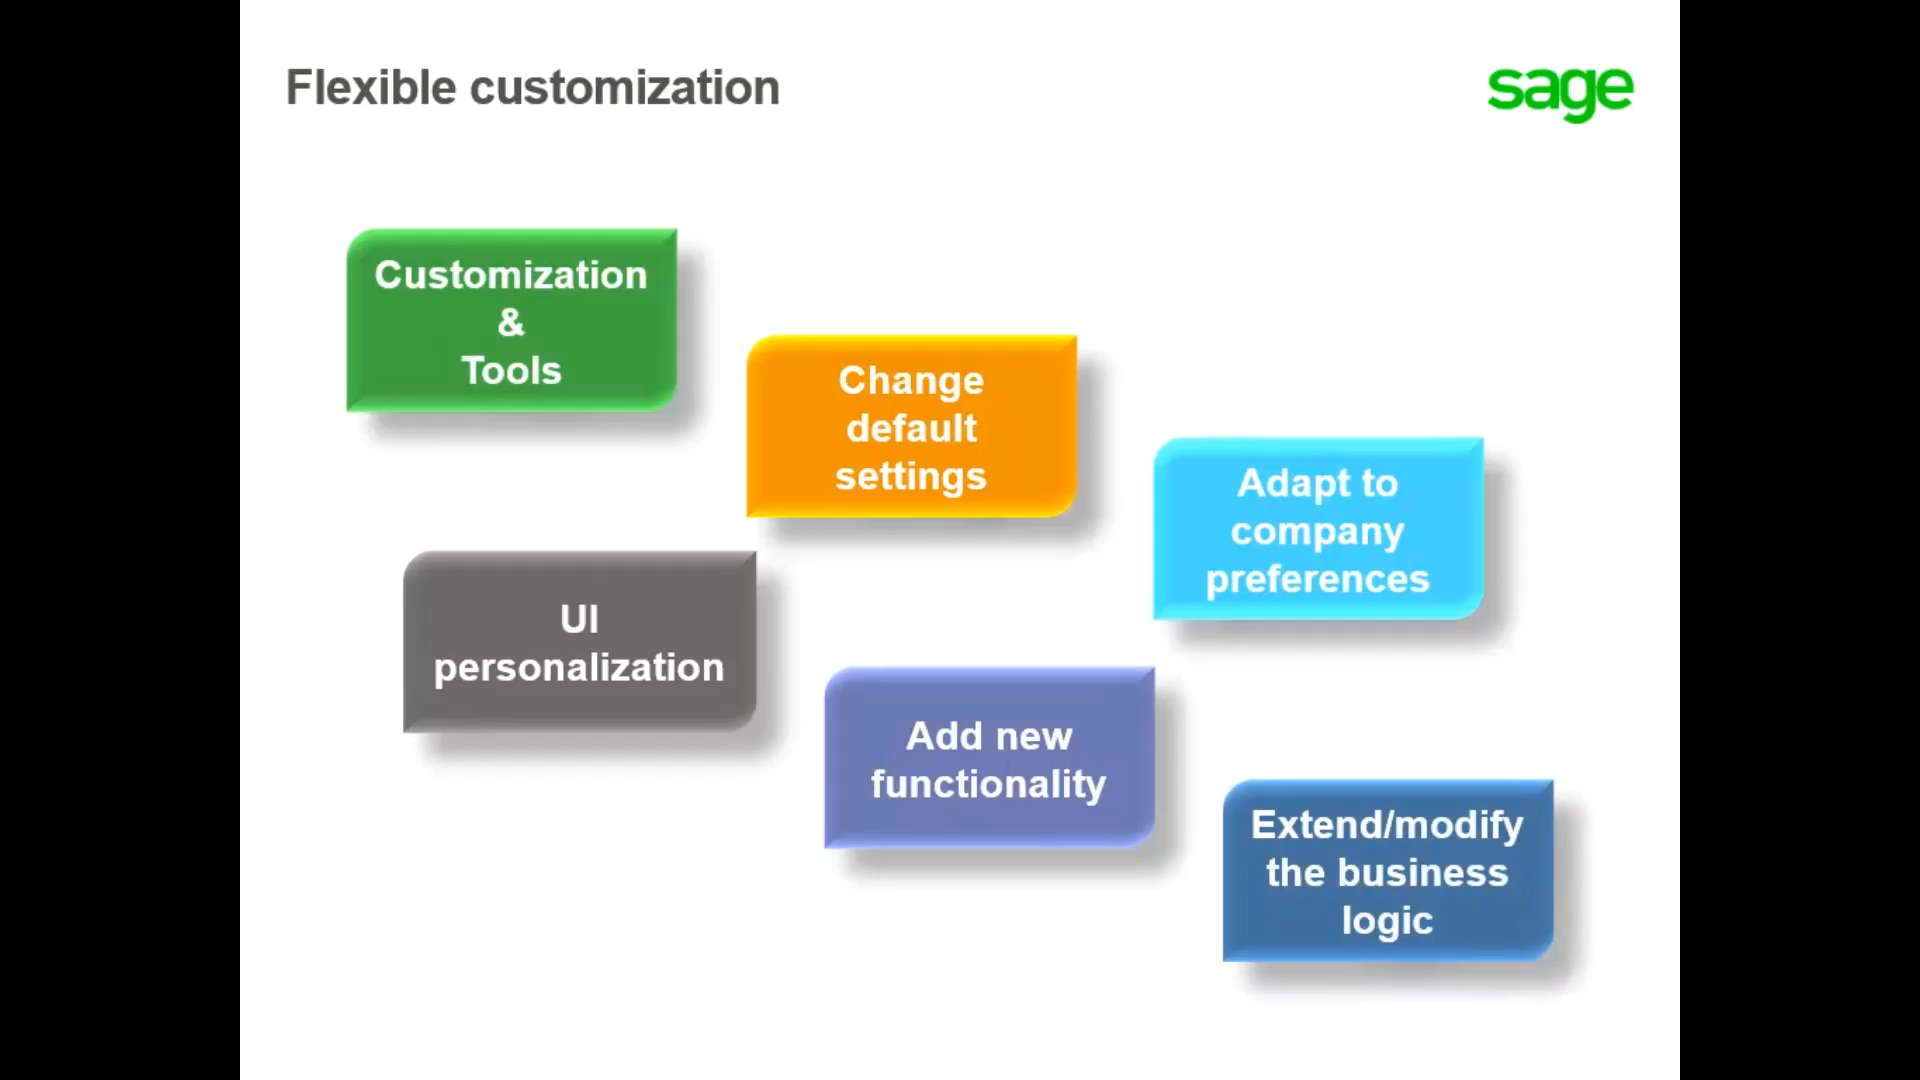 Flexible customization
sage
Customization
&
Tools
Change
default
settings
Adapt to
company
preferences
UI
personalization
Add new
functionality
Extend/modify
the business
logic